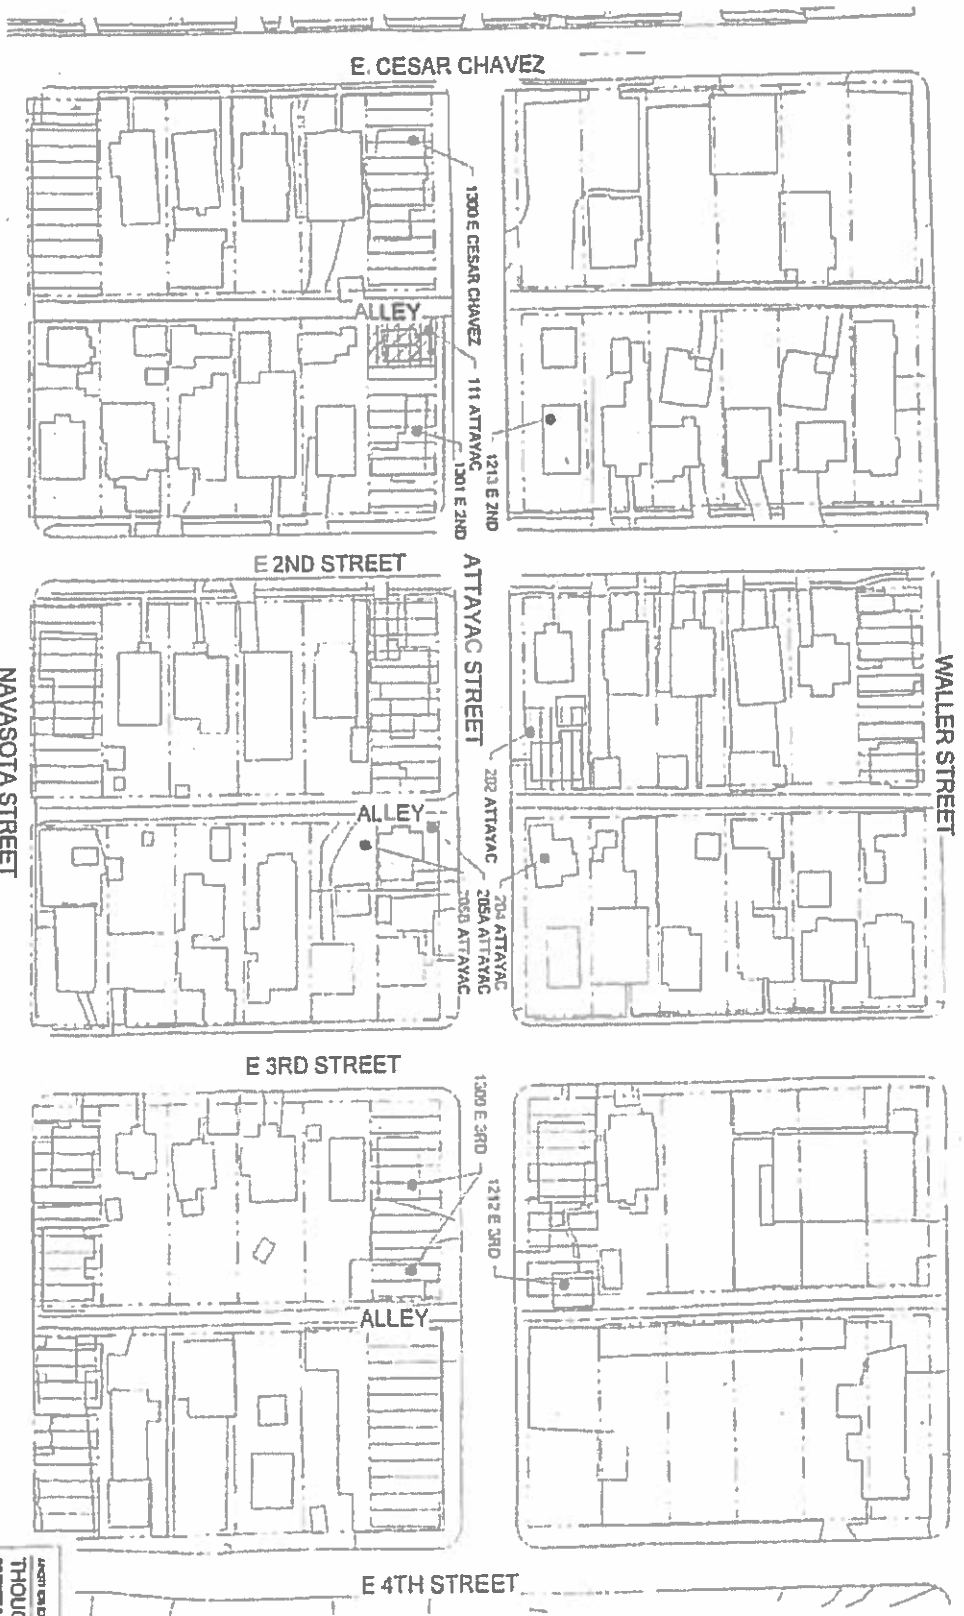 E. CESAR CHAVEZ
1300 E CESAR CHAVEZ
ALLEY
111 ATTAYAC
1213 E 2ND
1301 E 2ND
E 2ND STREET
ATTAYAC STREET
WALLER STREET
NAVASOTA STREET
202 ATTAYAC
ALLEY
204 ATTAYAC
205A ATTAYAC
205B ATTAYAC
E 3RD STREET
1300 E 3RD
1212 E 3RD
ALLEY
E 4TH STREET